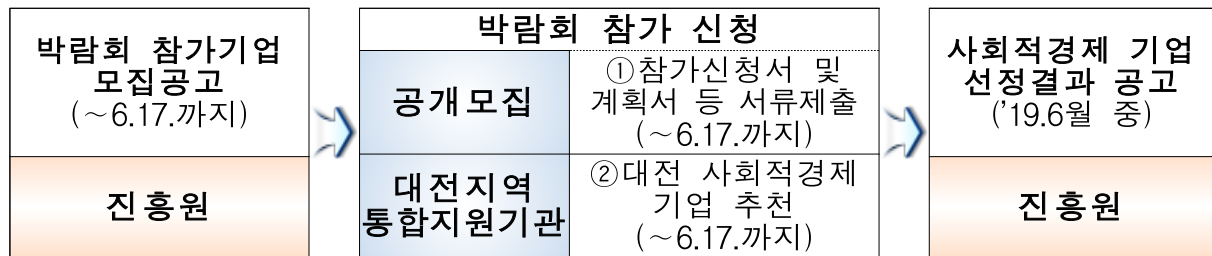 박람회 참가기업
모집공고
(～6.17.까지)
진흥원
박람회 참가 신청
공개모집
①참가신청서 및
계획서 등 서류제출
(～6.17.까지)
대전지역
통합지원기관
②대전 사회적경제
기업 추천
(～6.17.까지)
사회적경제 기업
선정결과 공고
('19.6월 중)
진흥원